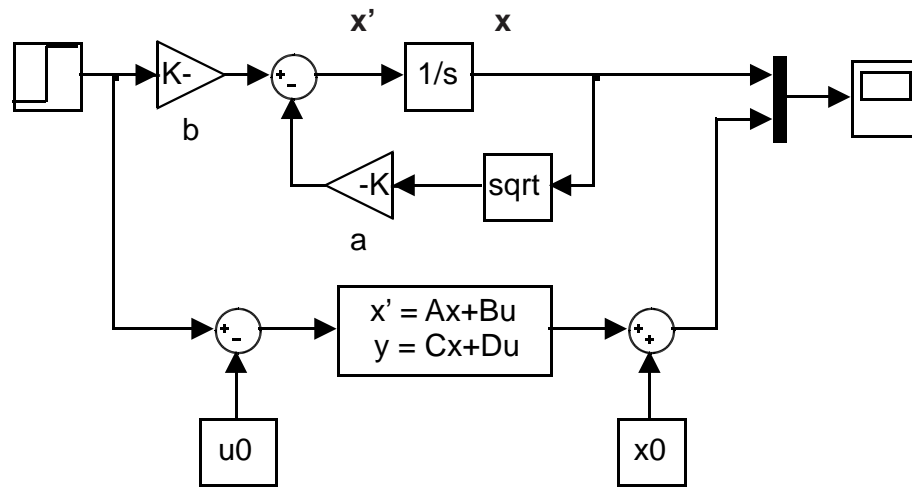 x’ x
K-
1/s
b
-K
sqrt
a
x’ = Ax+Bu
y = Cx+Du
u0
x0